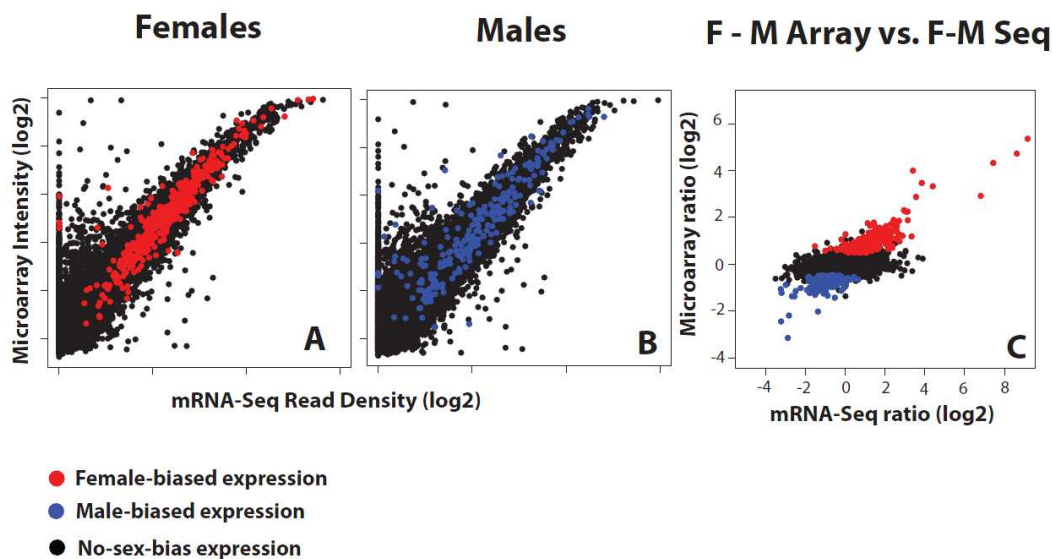 Females
Males
F - M Array vs. F-M Seq
Microarray Intensity (log2)
A
B
mRNA-Seq Read Density (log2)
Microarray ratio (log2)
6
4
2
0
-2
-4
C
-4 -2 0 2 4 6 8
mRNA-Seq ratio (log2)
Female-biased expression
Male-biased expression
No-sex-bias expression